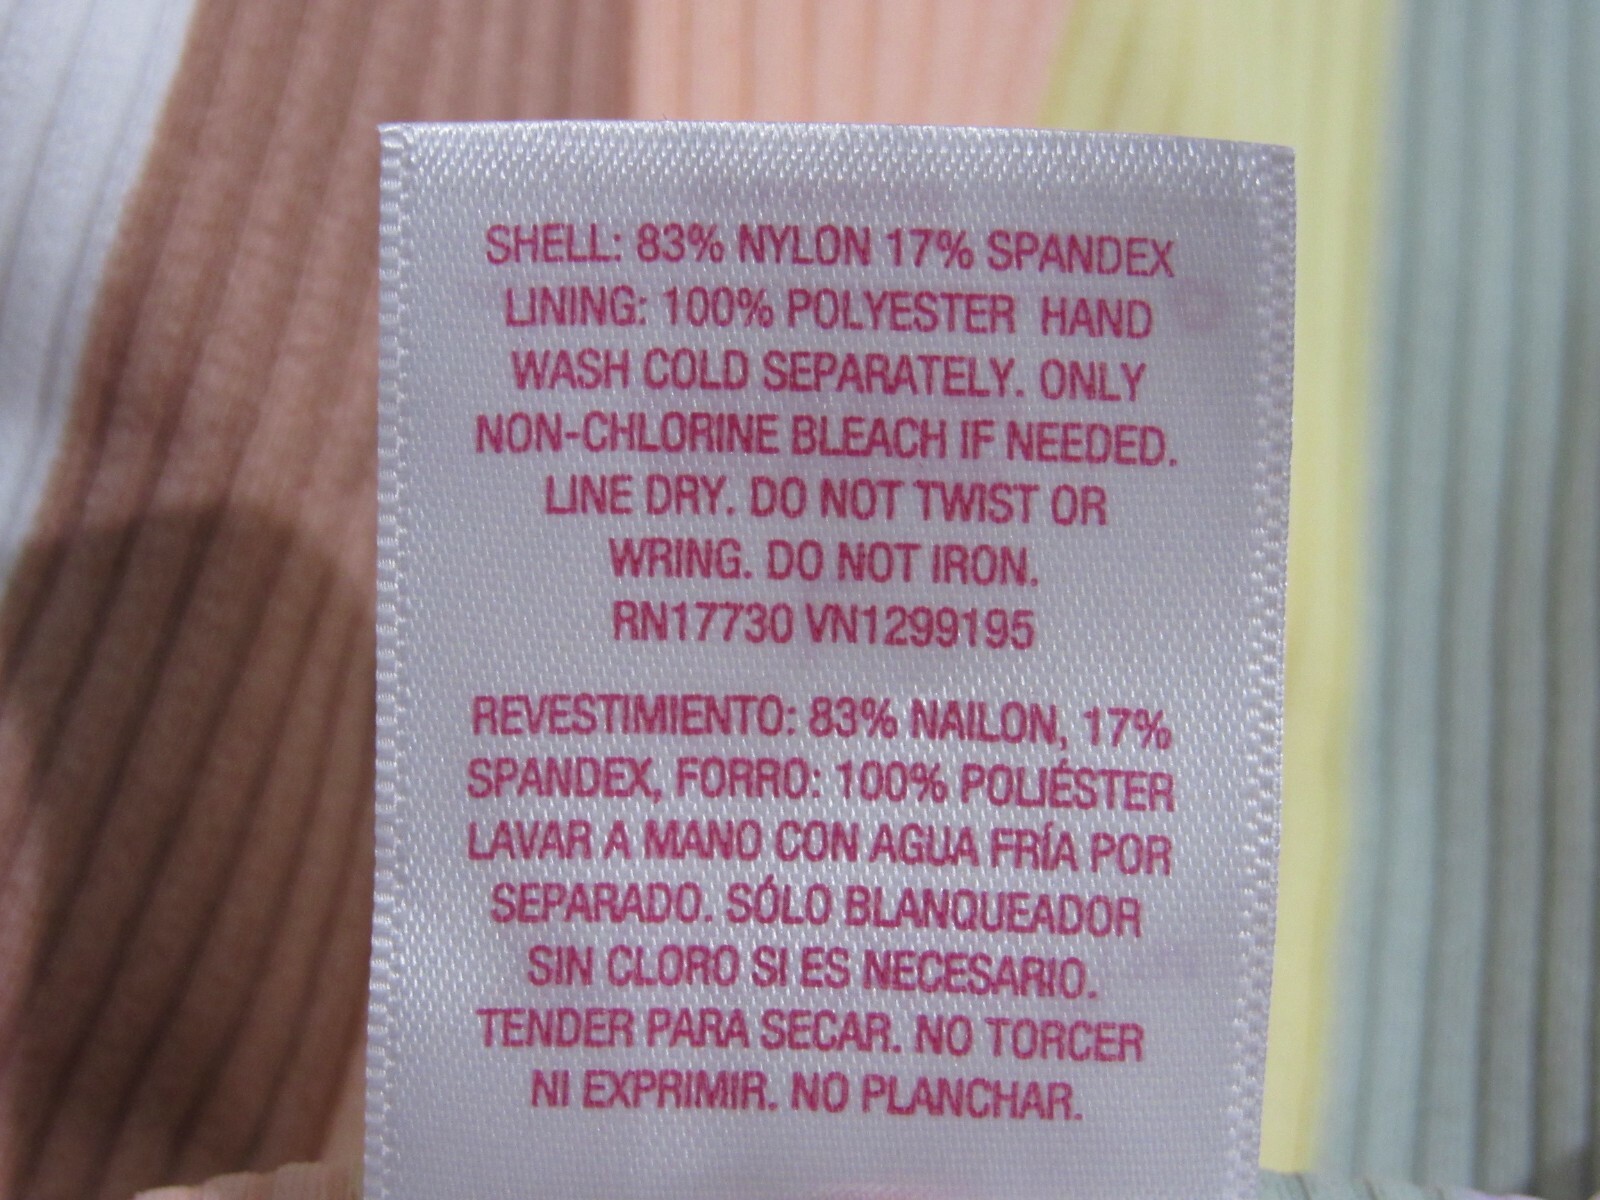 SHELL: 83% NYLON 17% SPANDEX
LINING: 100% POLYESTER HAND
WASH COLD SEPARATELY. ONLY
NON-CHLORINE BLEACH IF NEEDED.
LINE DRY. DO NOT TWIST OR
WRING. DO NOT IRON.
RN17730 VN1299195
REVESTIMIENTO: 83% NAILON, 17%
SPANDEX, FORRO: 100% POLIÉSTER
LAVAR A MANO CON AGUA FRÍA POR
SEPARADO. SÓLO BLANQUEADOR
SIN CLORO SI ES NECESARIO.
TENDER PARA SECAR. NO TORCER
NI EXPRIMIR. NO PLANCHAR.